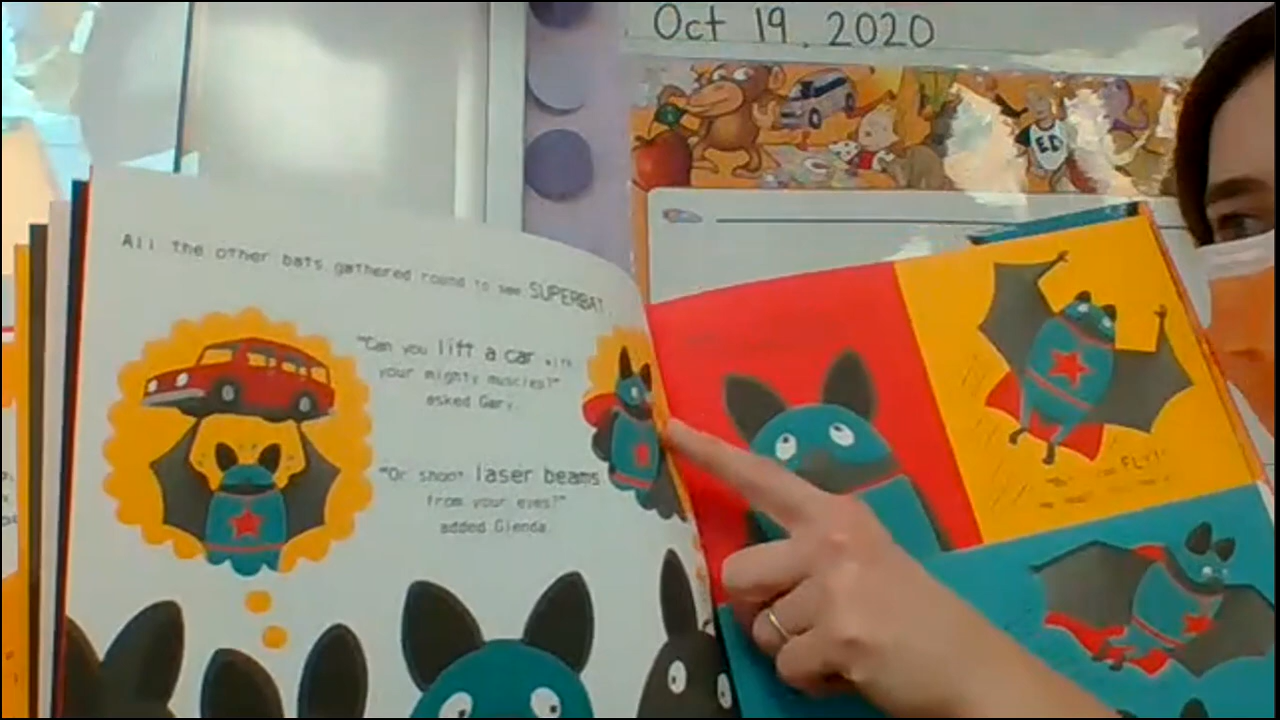 Oct 19, 2020
All the other bats gathered round to see SUPERBAT.
"Can you lift a car with
your mighty muscles?"
asked Gary.
"Or shoot laser beams
from your eyes?"
added Glenda.
FLY!